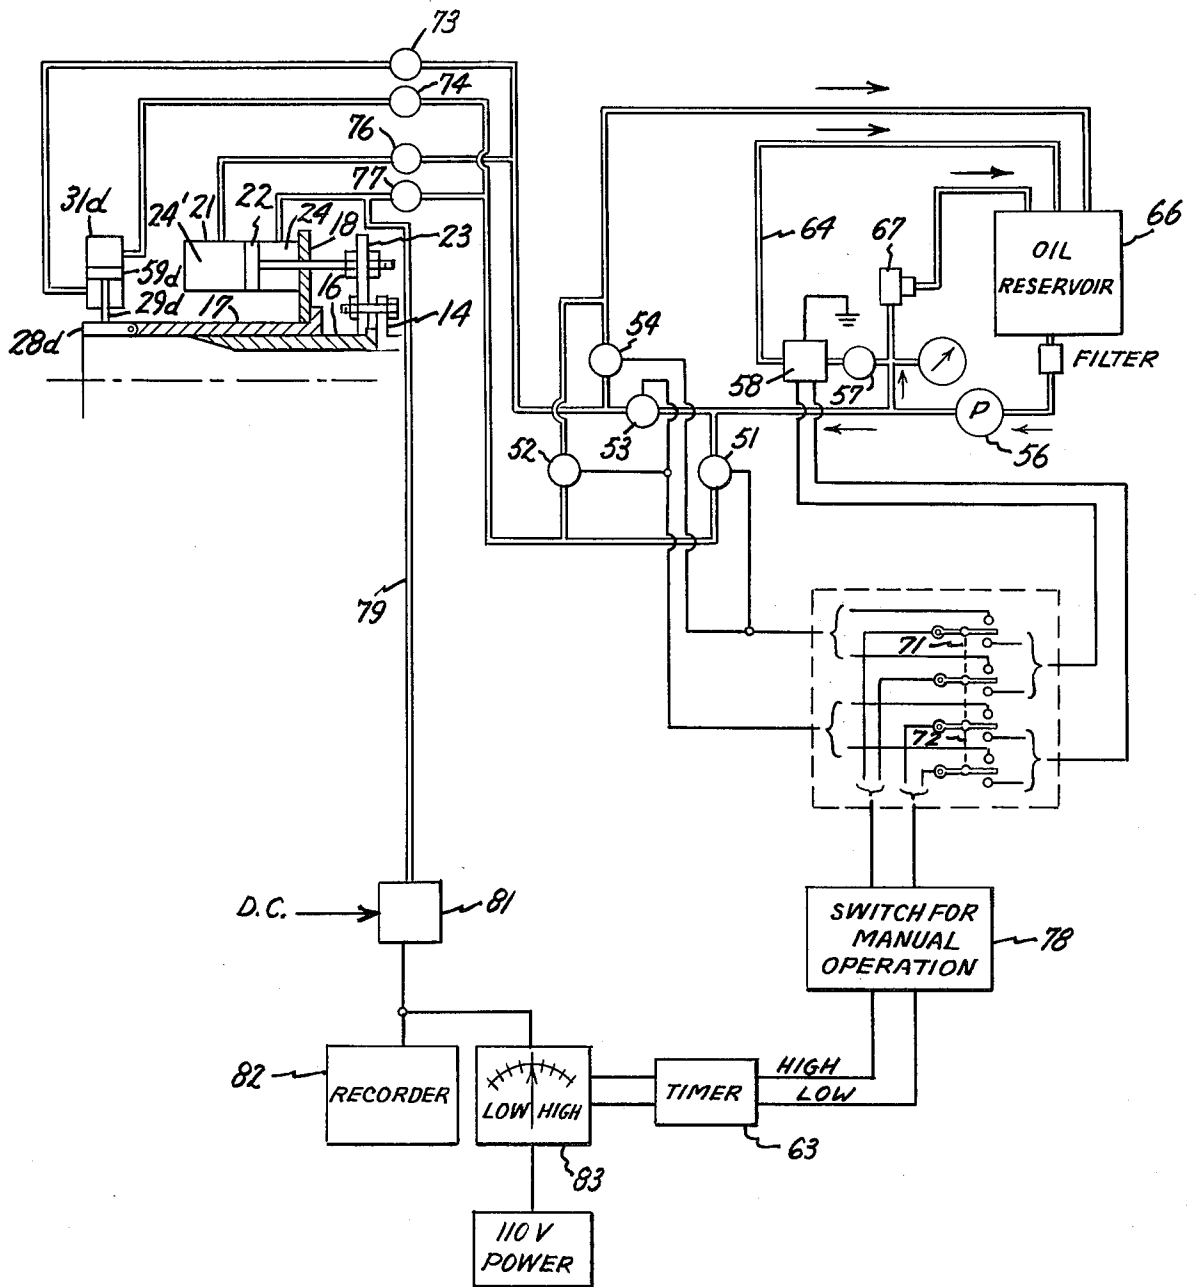 73
74
76
77
31d
24'
21
22
24
18
23
66
64
67
OIL
RESERVOIR
59d
29d
17
16
14
28d
54
58
57
FILTER
53
P
52
51
56
79
71
72
D.C.
81
SWITCH FOR
MANUAL
OPERATION
78
82
RECORDER
LOW HIGH
TIMER
HIGH
LOW
63
83
110 V
POWER